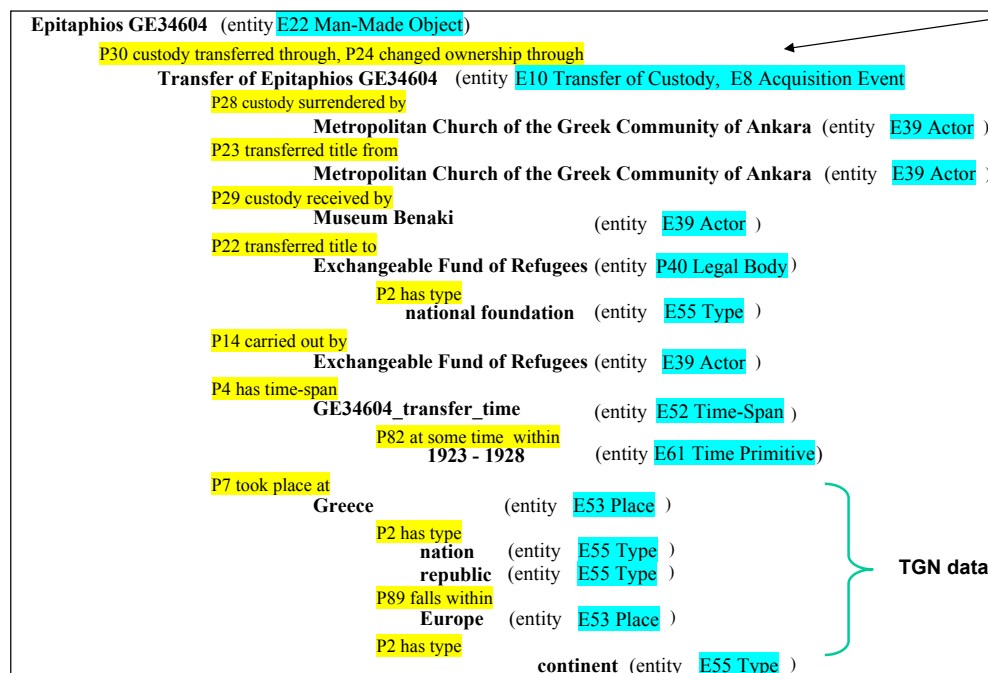 Epitaphios GE34604 (entity E22 Man-Made Object)
P30 custody transferred through, P24 changed ownership through
Transfer of Epitaphios GE34604 (entity E10 Transfer of Custody, E8 Acquisition Event
P28 custody surrendered by
Metropolitan Church of the Greek Community of Ankara (entity E39 Actor )
P23 transferred title from
Metropolitan Church of the Greek Community of Ankara (entity E39 Actor )
P29 custody received by
Museum Benaki (entity E39 Actor )
P22 transferred title to
Exchangeable Fund of Refugees (entity P40 Legal Body )
P2 has type
national foundation (entity E55 Type )
P14 carried out by
Exchangeable Fund of Refugees (entity E39 Actor )
P4 has time-span
GE34604_transfer_time (entity E52 Time-Span )
P82 at some time within
1923 - 1928 (entity E61 Time Primitive)
P7 took place at
Greece (entity E53 Place )
P2 has type
nation (entity E55 Type )
republic (entity E55 Type )
TGN data
P89 falls within
Europe (entity E53 Place )
P2 has type
continent (entity E55 Type )